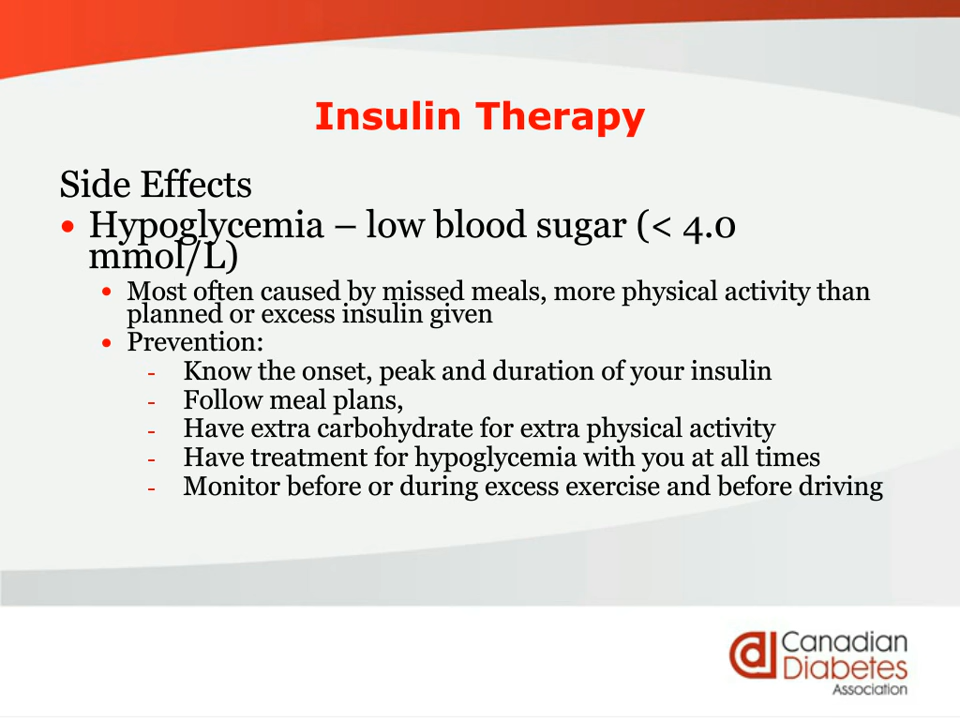 Insulin Therapy
Side Effects
• Hypoglycemia – low blood sugar (< 4.0
mmol/L)
• Most often caused by missed meals, more physical activity than
planned or excess insulin given
• Prevention:
- Know the onset, peak and duration of your insulin
- Follow meal plans,
- Have extra carbohydrate for extra physical activity
- Have treatment for hypoglycemia with you at all times
- Monitor before or during excess exercise and before driving
Canadian
Diabetes
Association